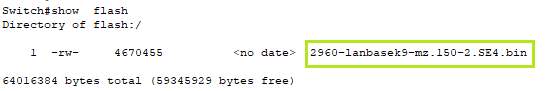 Switch#show  flash
Directory of flash:/
1  -rw-     4670455          <no date>  2960-lanbasek9-mz.150-2.SE4.bin
64016384 bytes total (59345929 bytes free)